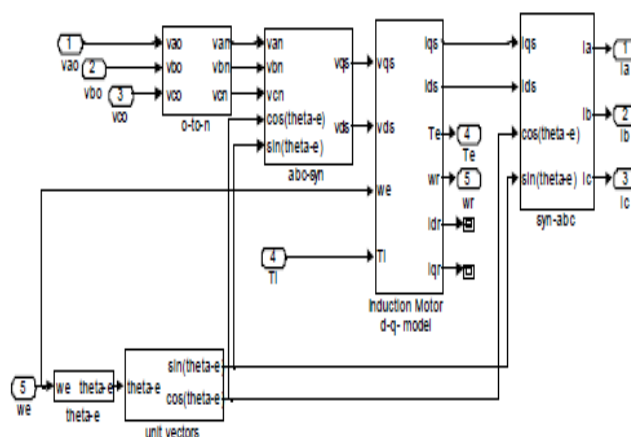 1
vao
2
vbo
3
vco
vao van
vbo vbn
vco vcn
o-to-n
van
vbn
vcn
cos(theta-e)
sin(theta-e)
vqs
vds
abc-syn
vqs
vds
we
Tl
Iqs
Ids
Te
wr
Idr
Iqr
Induction Motor
d-q- model
4
Te
5
wr
4
Tl
Iqs
Ids
cos(theta-e)
sin(theta-e)
Ia
Ib
Ic
syn-abc
1
Ia
2
Ib
3
Ic
5
we
we theta-e
theta-e
theta-e
sin(theta-e)
cos(theta-e)
unit vectors